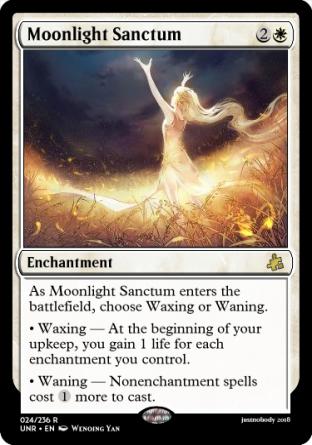 Moonlight Sanctum 2
Enchantment
As Moonlight Sanctum enters the
battlefield, choose Waxing or Waning.
• Waxing — At the beginning of your
upkeep, you gain 1 life for each
enchantment you control.
• Waning — Nonenchantment spells
cost 1 more to cast.
024/236 R
UNR • EN Wenqing Yan
justnobody 2018